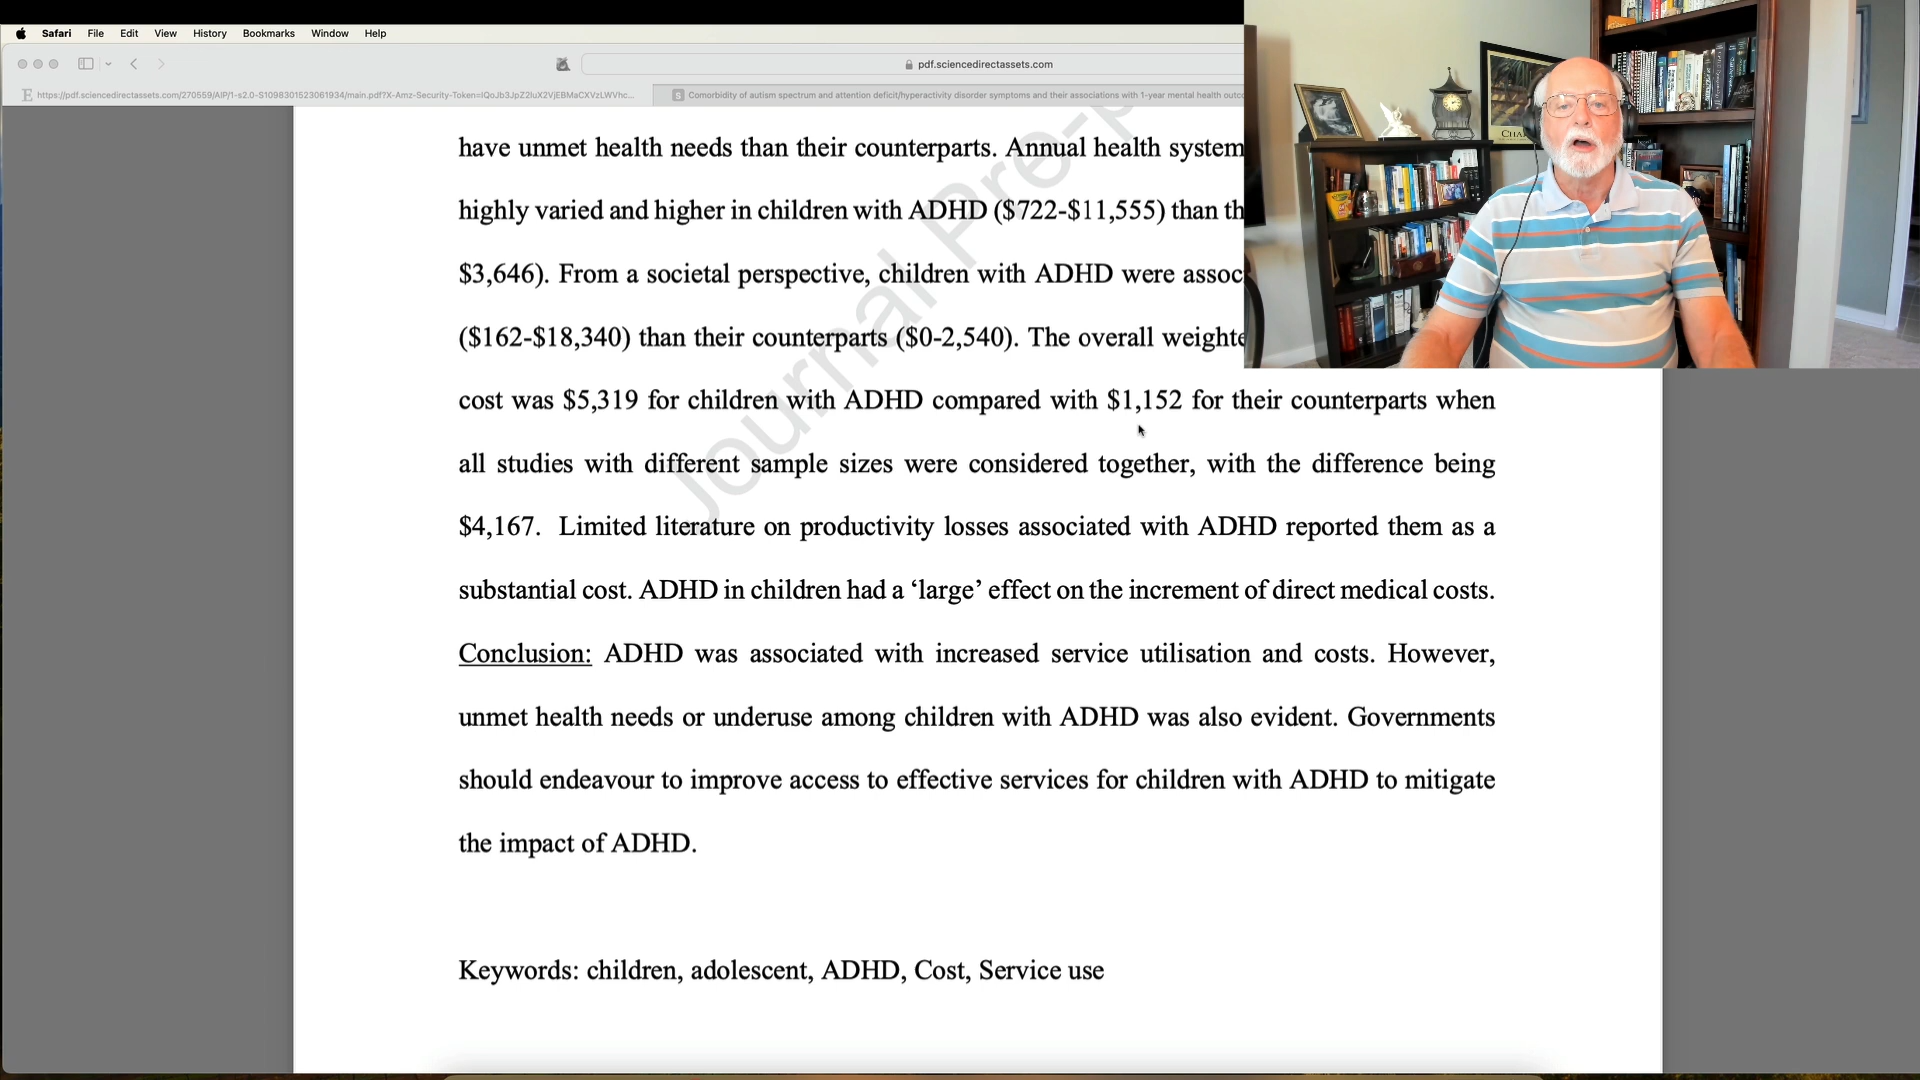 Safari File Edit View History Bookmarks Window Help
pdf.sciencedirectassets.com
Comorbidity of autism spectrum and attention deficit/hyperactivity disorder symptoms and their associations with 1-year mental health outc
have unmet health needs than their counterparts. Annual health system
highly varied and higher in children with ADHD ($722-$11,555) than th
$3,646). From a societal perspective, children with ADHD were assoc
($162-$18,340) than their counterparts ($0-2,540). The overall weighte
cost was $5,319 for children with ADHD compared with $1,152 for their counterparts when
all studies with different sample sizes were considered together, with the difference being
$4,167. Limited literature on productivity losses associated with ADHD reported them as a
substantial cost. ADHD in children had a ‘large’ effect on the increment of direct medical costs.
Conclusion: ADHD was associated with increased service utilisation and costs. However,
unmet health needs or underuse among children with ADHD was also evident. Governments
should endeavour to improve access to effective services for children with ADHD to mitigate
the impact of ADHD.
Keywords: children, adolescent, ADHD, Cost, Service use
Journal Pre-p